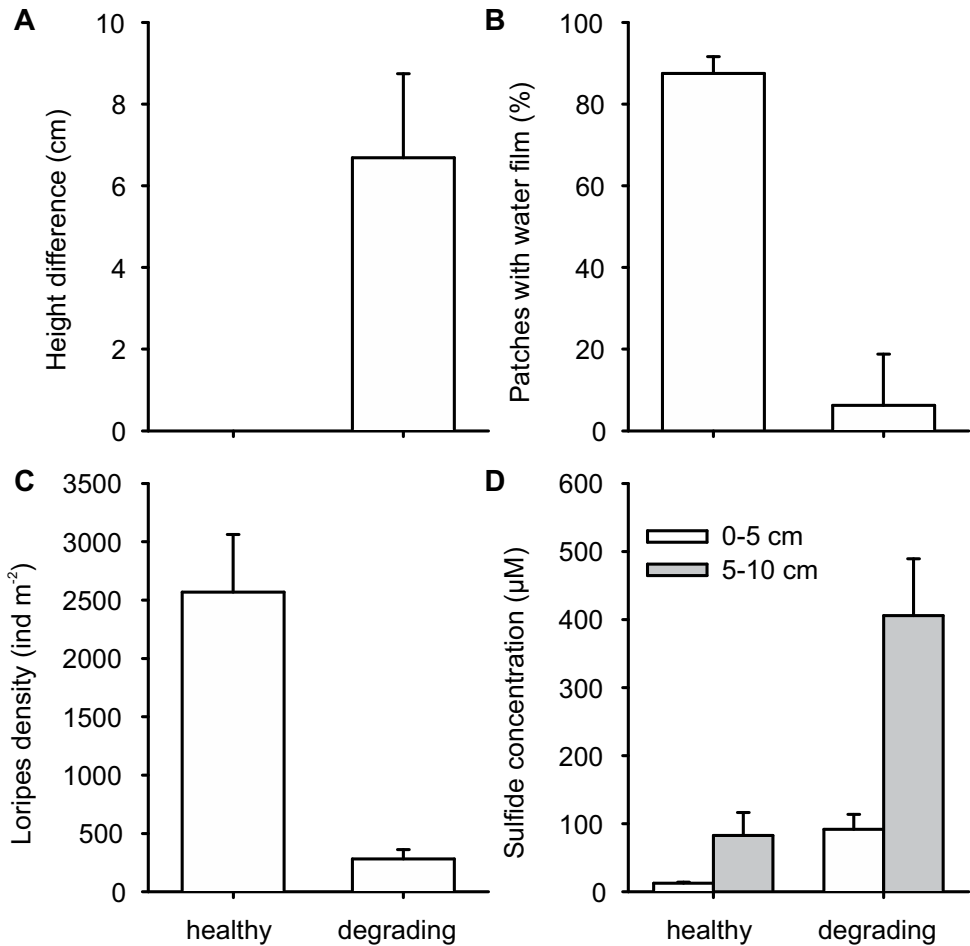 A
Height difference (cm)
10
8
6
4
2
0
B
Patches with water film (%)
100
80
60
40
20
0
C
Loripes density (ind m-2)
3500
3000
2500
2000
1500
1000
500
0
healthy
degrading
D
Sulfide concentration (µM)
600
500
400
300
200
100
0
0-5 cm
5-10 cm
healthy
degrading